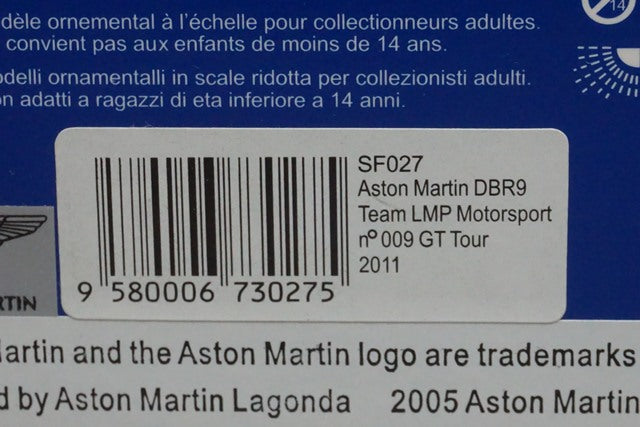 dèle ornemental à l'échelle pour collectionneurs adultes.
convient pas aux enfants de moins de 14 ans.
odelli ornamentalli in scale ridotta per collezionisti adulti.
on adatti a ragazzi di eta inferiore a 14 anni.
14
SF027
Aston Martin DBR9
Team LMP Motorsport
nº 009 GT Tour
2011
9 580006 730275
TIN
Martin and the Aston Martin logo are trademarks
d by Aston Martin Lagonda 2005 Aston Martin